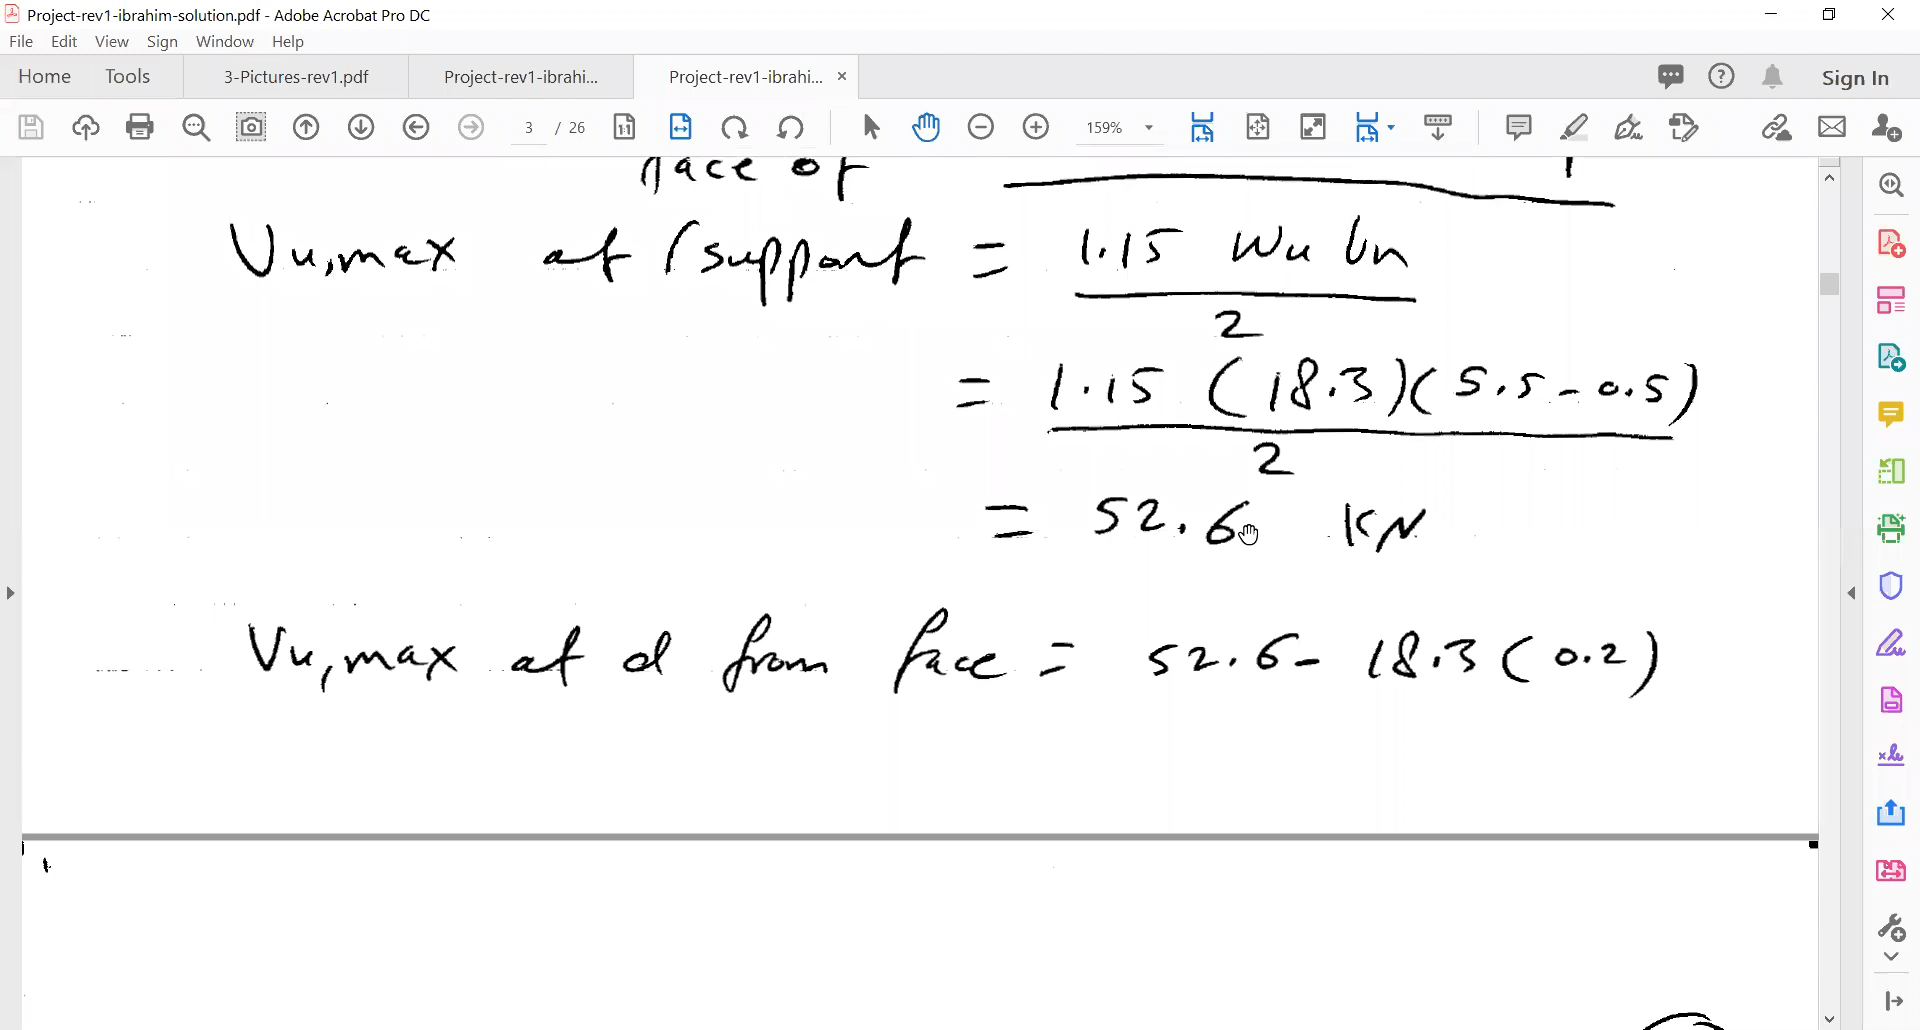 Project-rev1-ibrahim-solution.pdf - Adobe Acrobat Pro DC
File Edit View Sign Window Help
Home Tools 3-Pictures-rev1.pdf Project-rev1-ibrahi... Project-rev1-ibrahi... × Sign In
3 / 26 159%
face of
Vu,max at (support = 1.15 Wu ln
2
= 1.15 (18.3)(5.5-0.5)
2
= 52.6 KN
Vu,max at d from face = 52.6 - 18.3 (0.2)